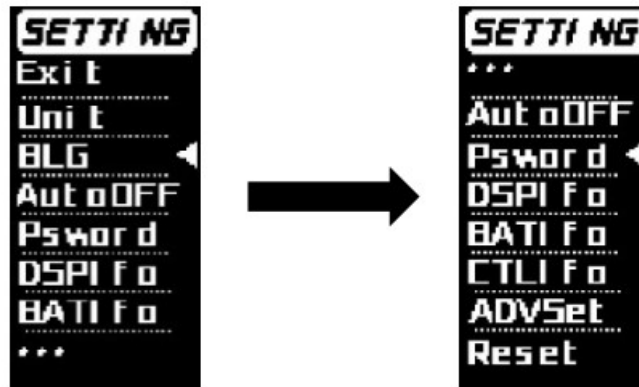 SETTING
Exit
Unit
BLG
AutoOFF
Psword
DSPIfo
BATIfo
...
SETTING
...
AutoOFF
Psword
DSPIfo
BATIfo
CTLIfo
ADVSet
Reset